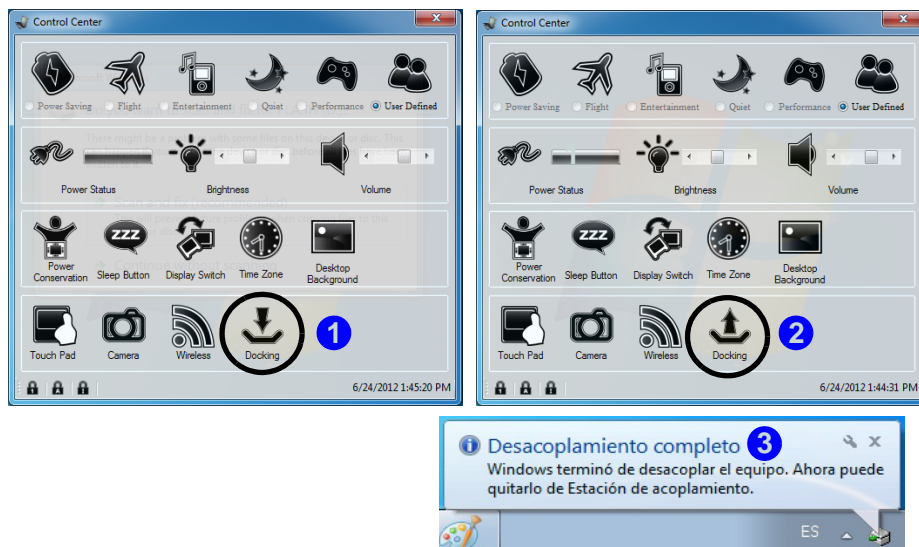 Control Center
Power Saving Flight Entertainment Quiet Performance User Defined
Power Status Brightness Volume
zzz
Power Conservation Sleep Button Display Switch Time Zone Desktop Background
Touch Pad Camera Wireless Docking
1
6/24/2012 1:45:20 PM
Control Center
Power Saving Flight Entertainment Quiet Performance User Defined
Power Status Brightness Volume
zzz
Power Conservation Sleep Button Display Switch Time Zone Desktop Background
Touch Pad Camera Wireless Docking
2
6/24/2012 1:44:31 PM
Desacoplamiento completo 3
Windows terminó de desacoplar el equipo. Ahora puede
quitarlo de Estación de acoplamiento.
ES